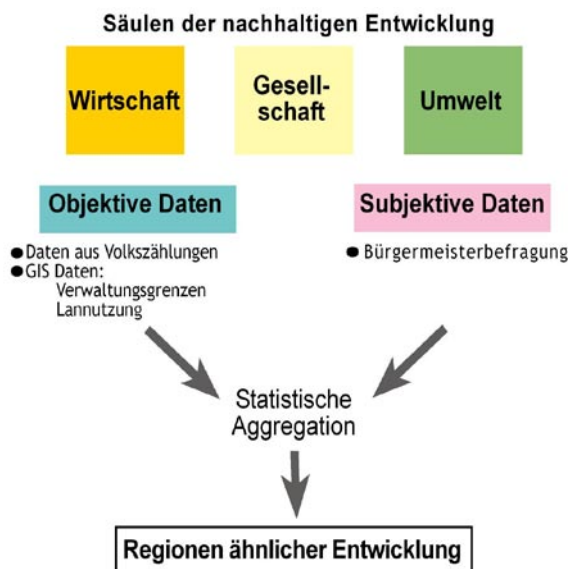 Säulen der nachhaltigen Entwicklung
Wirtschaft
Gesell-
schaft
Umwelt
Objektive Daten
Subjektive Daten
● Daten aus Volkszählungen
● GIS Daten:
Verwaltungsgrenzen
Lannutzung
● Bürgermeisterbefragung
Statistische
Aggregation
Regionen ähnlicher Entwicklung